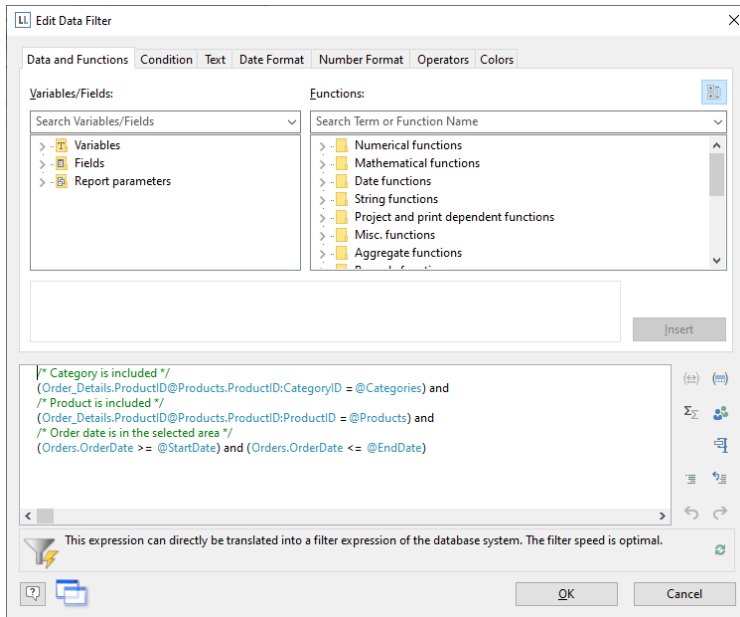 LL Edit Data Filter
Data and Functions Condition Text Date Format Number Format Operators Colors
Variables/Fields: Functions:
Search Variables/Fields Search Term or Function Name
Variables Numerical functions
Fields Mathematical functions
Report parameters Date functions
String functions
Project and print dependent functions
Misc. functions
Aggregate functions
Insert
/* Category is included */
(Order_Details.ProductID@Products.ProductID:CategoryID = @Categories) and
/* Product is included */
(Order_Details.ProductID@Products.ProductID:ProductID = @Products) and
/* Order date is in the selected area */
(Orders.OrderDate >= @StartDate) and (Orders.OrderDate <= @EndDate)
This expression can directly be translated into a filter expression of the database system. The filter speed is optimal.
OK Cancel